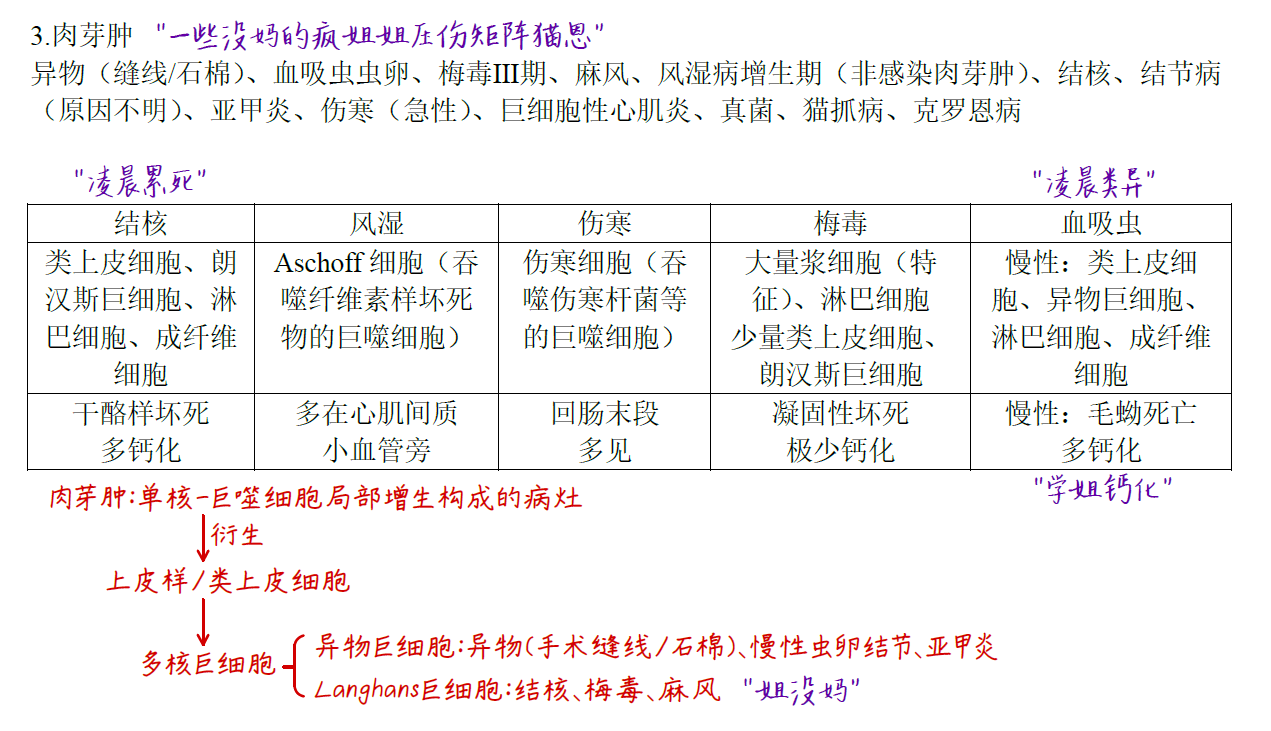 3.肉芽肿 "一些没妈的疯姐姐压伤矩阵猫恩"
异物（缝线/石棉）、血吸虫虫卵、梅毒Ⅲ期、麻风、风湿病增生期（非感染肉芽肿）、结核、结节病
（原因不明）、亚甲炎、伤寒（急性）、巨细胞性心肌炎、真菌、猫抓病、克罗恩病
"凌晨累死" "凌晨类异"
结核 风湿 伤寒 梅毒 血吸虫
类上皮细胞、朗 Aschoff 细胞（吞 伤寒细胞（吞 大量浆细胞（特 慢性：类上皮细
汉斯巨细胞、淋 噬纤维素样坏死 噬伤寒杆菌等 征）、淋巴细胞 胞、异物巨细胞、
巴细胞、成纤维 物的巨噬细胞） 的巨噬细胞） 少量类上皮细胞、 淋巴细胞、成纤维
细胞 朗汉斯巨细胞 细胞
干酪样坏死 多在心肌间质 回肠末段 凝固性坏死 慢性：毛蚴死亡
多钙化 小血管旁 多见 极少钙化 多钙化
肉芽肿:单核-巨噬细胞局部增生构成的病灶 "学姐钙化"
衍生
上皮样/类上皮细胞
多核巨细胞
异物巨细胞:异物(手术缝线/石棉)、慢性虫卵结节、亚甲炎
Langhans巨细胞:结核、梅毒、麻风 "姐没妈"